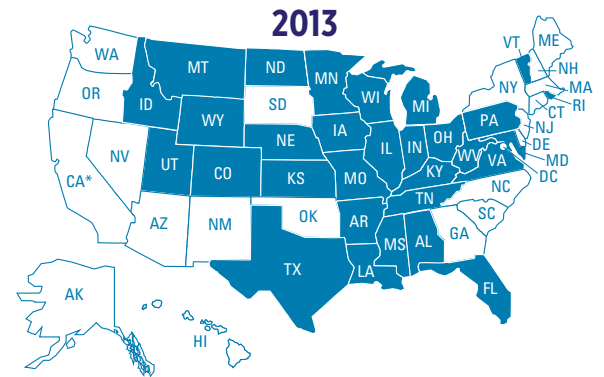 2013
WA
MT
ND
MN
VT
ME
OR
ID
SD
WI
MI
NY
NH
MA
RI
CT
WY
IA
PA
NJ
NE
OH
DE
NV
UT
CO
IL
IN
WV
VA
MD
DC
CA*
KS
MO
KY
NC
TN
AZ
NM
OK
AR
SC
MS
AL
GA
TX
LA
FL
AK
HI